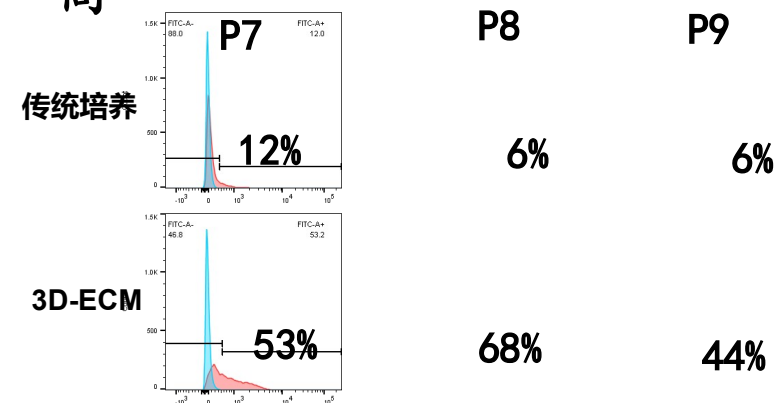 P7
P8
P9
1.5K
FITC-A-
88.0
FITC-A+
12.0
1.0K
传统培养
500
12%
6%
6%
0
-10³ 0 10³ 10⁴ 10⁵
1.5K
FITC-A-
46.8
FITC-A+
53.2
1.0K
3D-ECM
500
53%
68%
44%
0
-10³ 0 10³ 10⁴ 10⁵